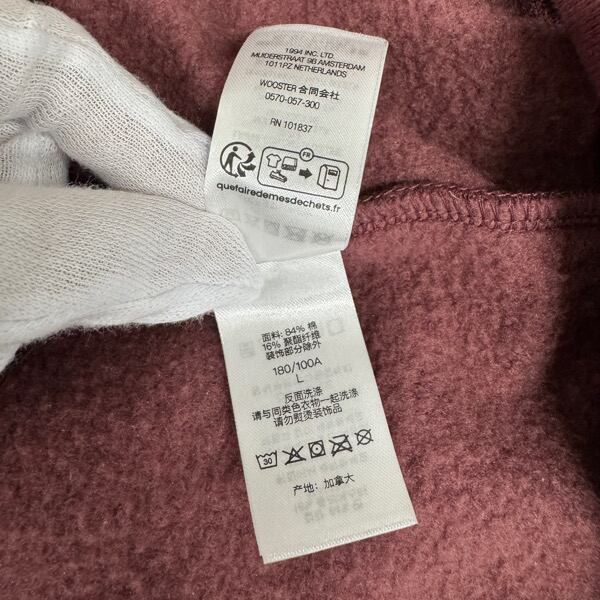 1994 INC. LTD.
MUIDERSTRAAT 9B AMSTERDAM
1011PZ NETHERLANDS
WOOSTER 合同会社
0570-057-300
RN 101837
FR
quefairedemesdechets.fr
面料: 84% 棉
16% 聚酯纤维
装饰部分除外
180/100A
L
反面洗涤
请与同类色衣物一起洗涤
请勿熨烫装饰品
30
产地: 加拿大